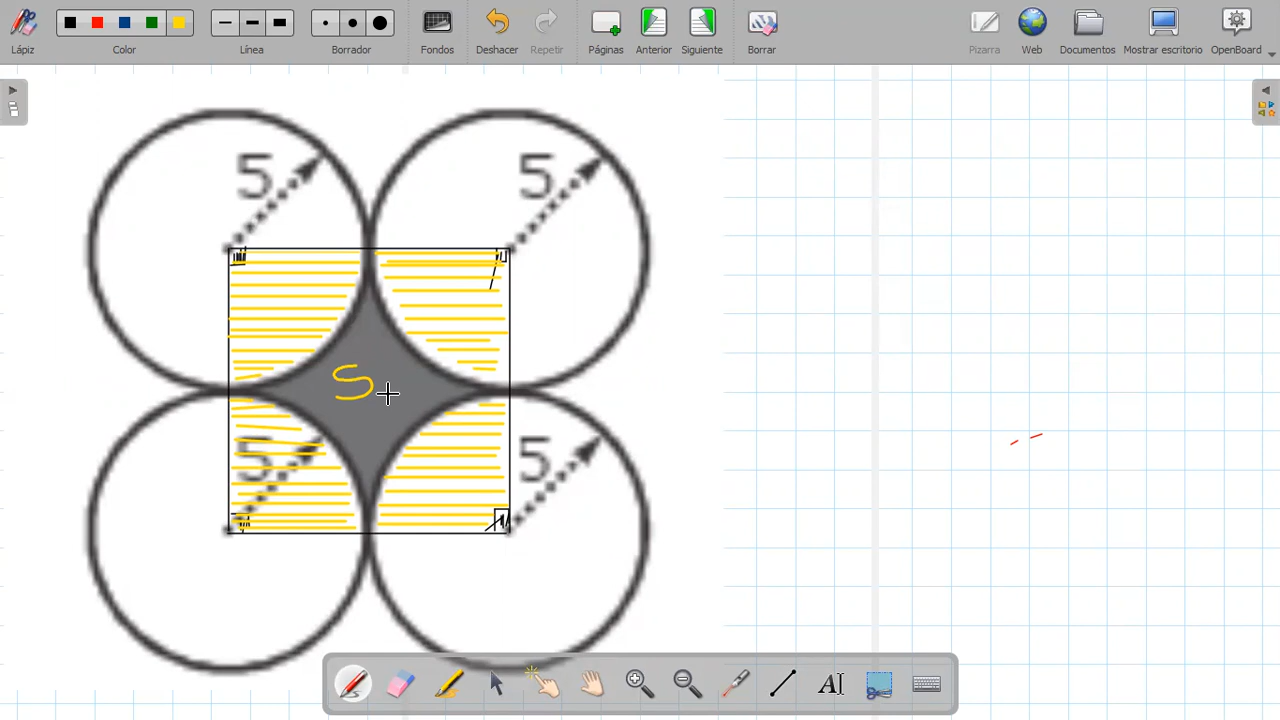 Lápiz Color Línea Borrador Fondos Deshacer Repetir Páginas Anterior Siguiente Borrar Pizarra Web Documentos Mostrar escritorio OpenBoard
5 5
S
5 5
AI